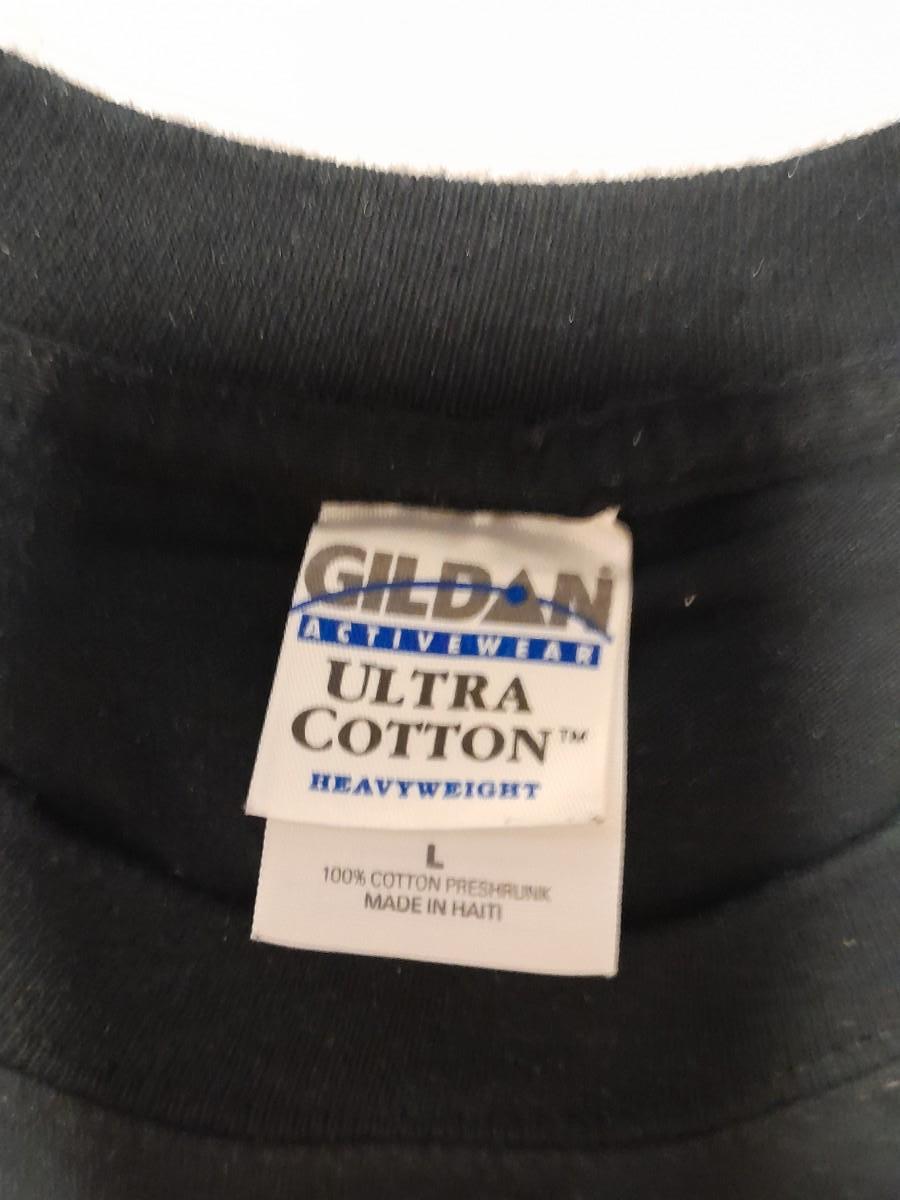 GILDAN®
ACTIVEWEAR
ULTRA
COTTON™
HEAVYWEIGHT
L
100% COTTON PRESHRUNK
MADE IN HAITI